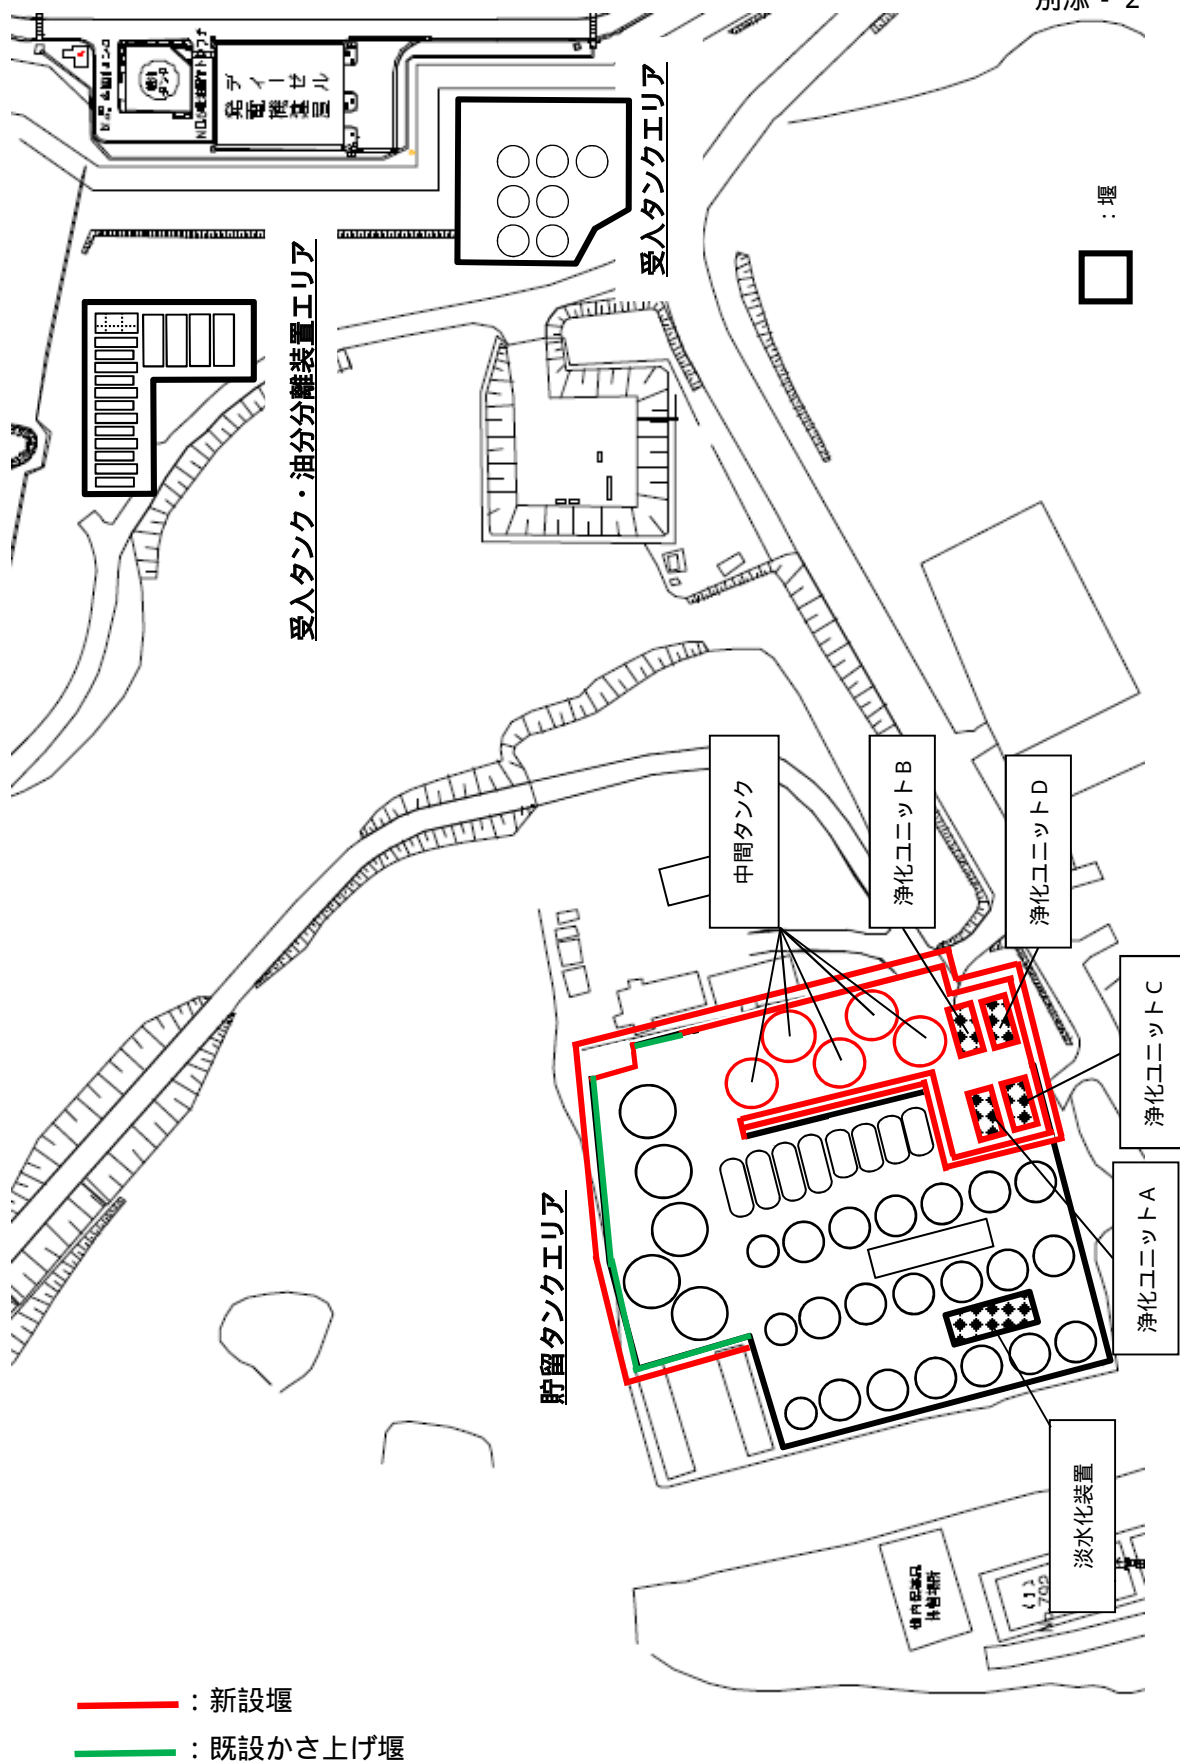 別添 - 2
ディーゼル
発電機建屋
受入タンクエリア
受入タンク・油分分離装置エリア
：堰
中間タンク
浄化ユニットB
浄化ユニットD
浄化ユニットC
浄化ユニットA
貯留タンクエリア
淡水化装置
：新設堰
：既設かさ上げ堰